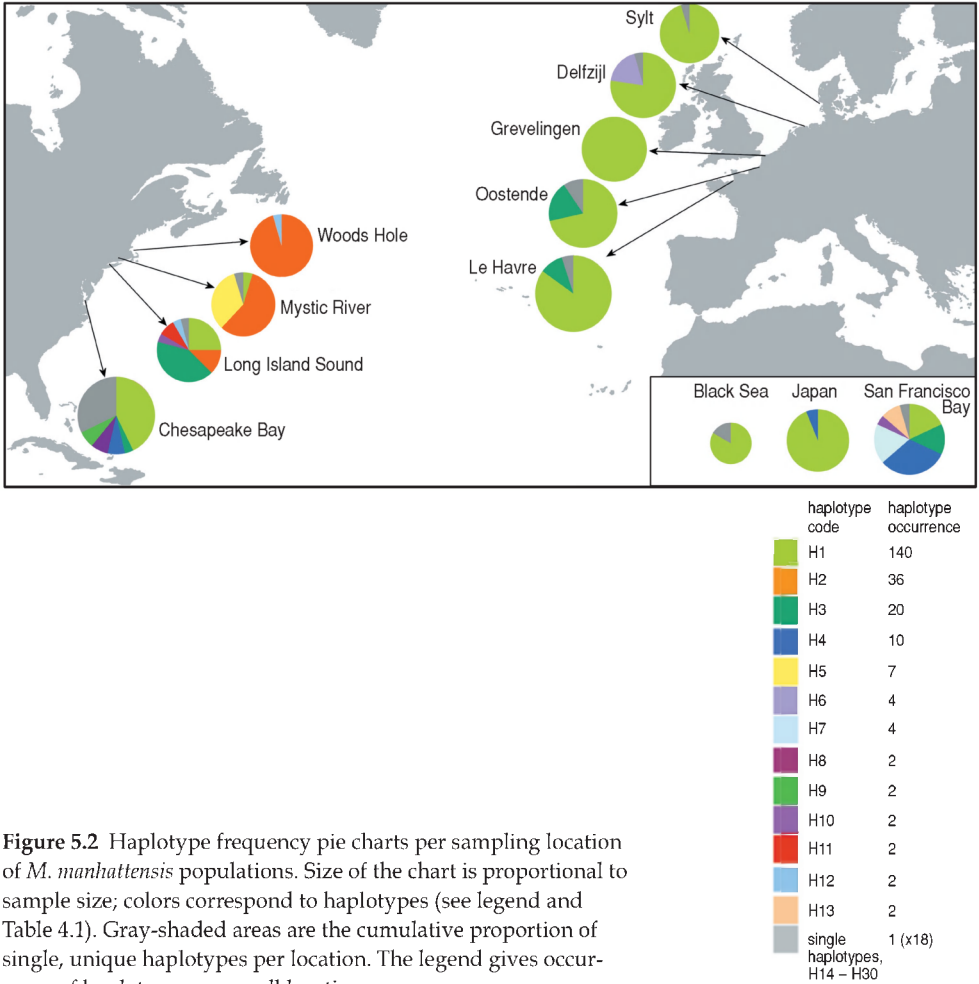 Sylt
Delfzijl
Grevelingen
Oostende
Le Havre
Woods Hole
Mystic River
Long Island Sound
Chesapeake Bay
Black Sea
Japan
San Francisco
Bay
haplotype haplotype
code occurrence
H1 140
H2 36
H3 20
H4 10
H5 7
H6 4
H7 4
H8 2
H9 2
H10 2
H11 2
H12 2
H13 2
single 1 (x18)
haplotypes,
H14 – H30
Figure 5.2 Haplotype frequency pie charts per sampling location
of M. manhattensis populations. Size of the chart is proportional to
sample size; colors correspond to haplotypes (see legend and
Table 4.1). Gray-shaded areas are the cumulative proportion of
single, unique haplotypes per location. The legend gives occur-